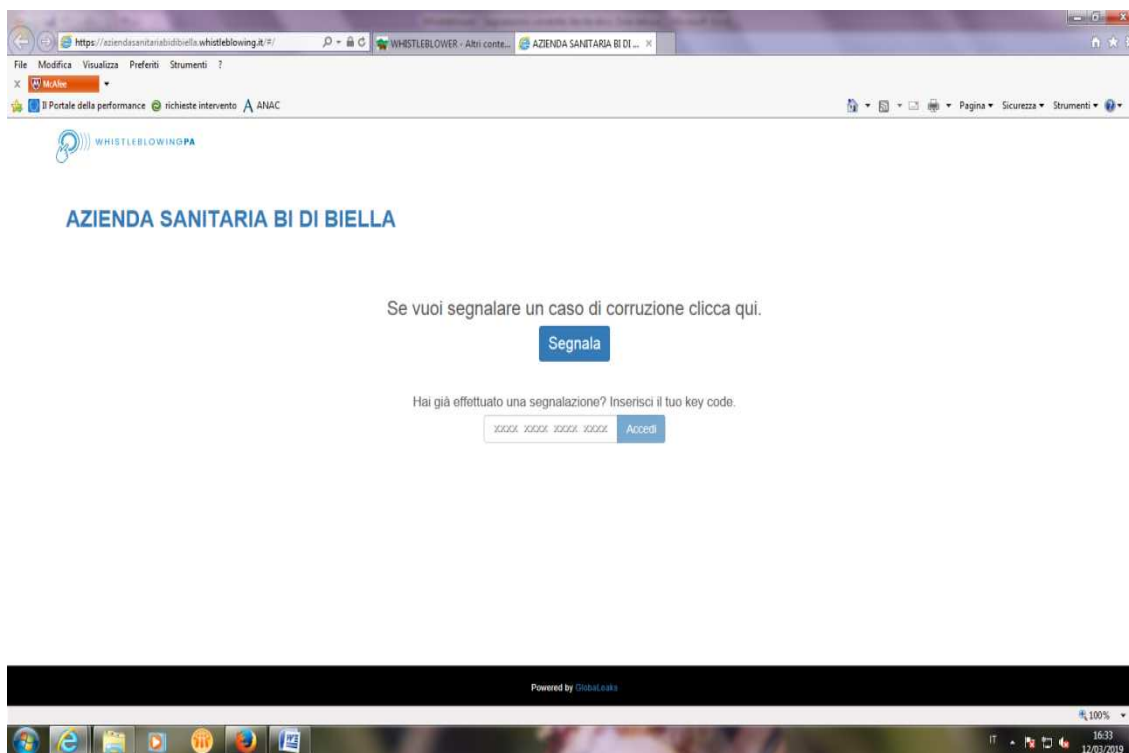 https://aziendasanitariabidibiella.whistleblowing.it/#/
WHISTLEBLOWER - Altri conte...
AZIENDA SANITARIA BI DI ...
File Modifica Visualizza Preferiti Strumenti ?
X McAfee
Il Portale della performance richieste intervento ANAC
Pagina Sicurezza Strumenti
WHISTLEBLOWINGPA
AZIENDA SANITARIA BI DI BIELLA
Se vuoi segnalare un caso di corruzione clicca qui.
Segnala
Hai già effettuato una segnalazione? Inserisci il tuo key code.
xxxx xxxx xxxx xxxx Accedi
Powered by GlobaLeaks
100%
IT
16:33
12/03/2019